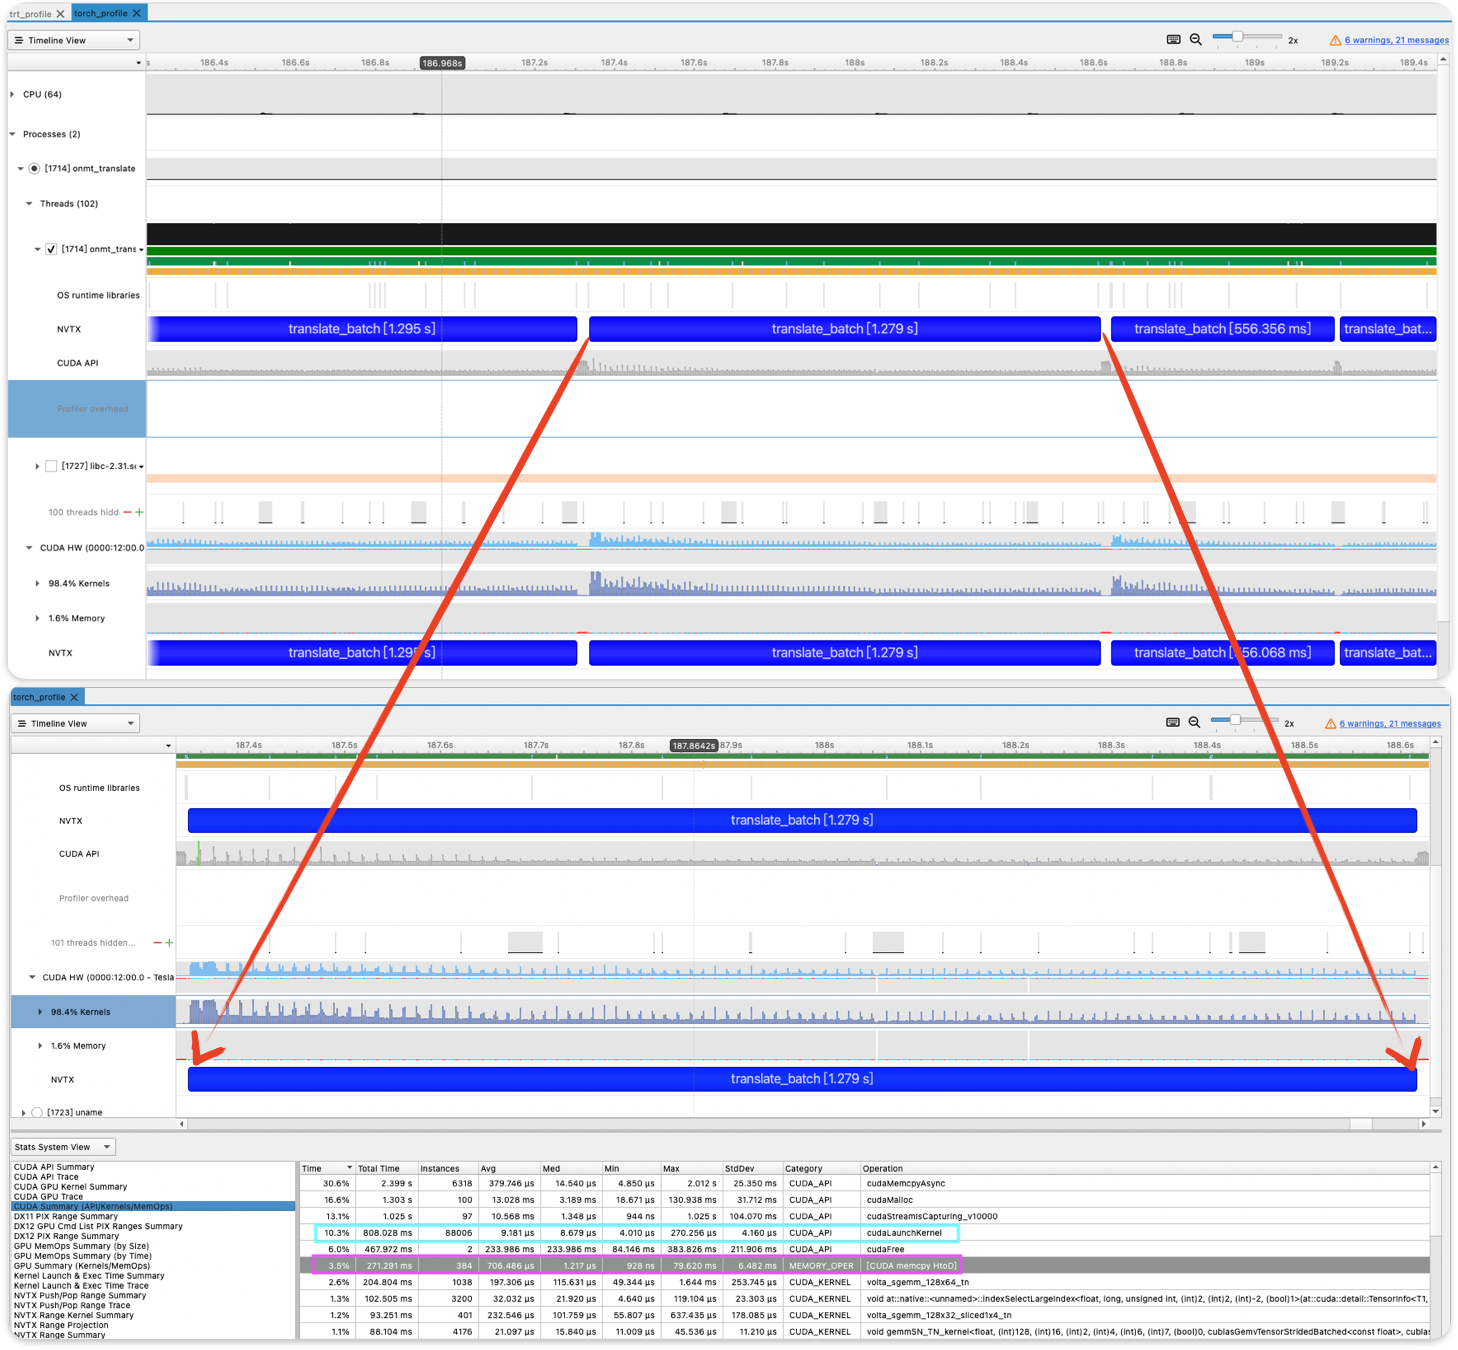 trt_profile
torch_profile
Timeline View
2x
6 warnings, 21 messages
s 186.4s 186.6s 186.8s 186.968s 187.2s 187.4s 187.6s 187.8s 188s 188.2s 188.4s 188.6s 188.8s 189s 189.2s 189.4s
CPU (64)
Processes (2)
[1714] onmt_translate
Threads (102)
[1714] onmt_trans
OS runtime libraries
NVTX translate_batch [1.295 s] translate_batch [1.279 s] translate_batch [556.356 ms] translate_bat...
CUDA API
Profiler overhead
[1727] libc-2.31.so
100 threads hidd
CUDA HW (0000:12:00.0
98.4% Kernels
1.6% Memory
NVTX translate_batch [1.295 s] translate_batch [1.279 s] translate_batch [556.068 ms] translate_bat...
torch_profile
Timeline View
2x
6 warnings, 21 messages
187.4s 187.5s 187.6s 187.7s 187.8s 187.8642s 187.9s 188s 188.1s 188.2s 188.3s 188.4s 188.5s 188.6s
OS runtime libraries
NVTX translate_batch [1.279 s]
CUDA API
Profiler overhead
101 threads hidden...
CUDA HW (0000:12:00.0 - Tesla
98.4% Kernels
1.6% Memory
NVTX translate_batch [1.279 s]
[1723] uname
Stats System View
CUDA API Summary
CUDA API Trace
CUDA GPU Kernel Summary
CUDA GPU Trace
CUDA Summary (API/Kernels/MemOps)
DX11 PIX Range Summary
DX12 GPU Cmd List PIX Ranges Summary
DX12 PIX Range Summary
GPU MemOps Summary (by Size)
GPU MemOps Summary (by Time)
GPU Summary (Kernels/MemOps)
Kernel Launch & Exec Time Summary
Kernel Launch & Exec Time Trace
NVTX Push/Pop Range Summary
NVTX Push/Pop Range Trace
NVTX Range Kernel Summary
NVTX Range Projection
NVTX Range Summary
Time Total Time Instances Avg Med Min Max StdDev Category Operation
30.6% 2.399 s 6318 379.746 μs 14.540 μs 4.850 μs 2.012 s 25.350 ms CUDA_API cudaMemcpyAsync
16.6% 1.303 s 100 13.028 ms 3.189 ms 18.671 μs 130.938 ms 31.712 ms CUDA_API cudaMalloc
13.1% 1.025 s 97 10.568 ms 1.348 μs 944 ns 1.025 s 104.070 ms CUDA_API cudaStreamIsCapturing_v10000
10.3% 808.028 ms 88006 9.181 μs 8.679 μs 4.010 μs 270.256 μs 4.160 μs CUDA_API cudaLaunchKernel
6.0% 467.972 ms 2 233.986 ms 233.986 ms 84.146 ms 383.826 ms 211.906 ms CUDA_API cudaFree
3.5% 271.291 ms 384 706.486 μs 1.217 μs 928 ns 79.620 ms 6.482 ms MEMORY_OPER [CUDA memcpy HtoD]
2.6% 204.804 ms 1038 197.306 μs 115.631 μs 49.344 μs 1.644 ms 253.745 μs CUDA_KERNEL volta_sgemm_128x64_tn
1.3% 102.505 ms 3200 32.032 μs 21.920 μs 4.640 μs 119.104 μs 23.303 μs CUDA_KERNEL void at::native::<unnamed>::indexSelectLargeIndex<float, long, unsigned int, (int)2, (int)2, (int)-2, (bool)1>(at::cuda::detail::TensorInfo<T1,
1.2% 93.251 ms 401 232.546 μs 101.759 μs 55.807 μs 637.435 μs 178.085 μs CUDA_KERNEL volta_sgemm_128x32_sliced1x4_tn
1.1% 88.104 ms 4176 21.097 μs 15.840 μs 11.009 μs 45.536 μs 11.210 μs CUDA_KERNEL void gemmSN_TN_kernel<float, (int)128, (int)16, (int)2, (int)4, (int)6, (int)7, (bool)0, cublasGemvTensorStridedBatched<const float>, cublas